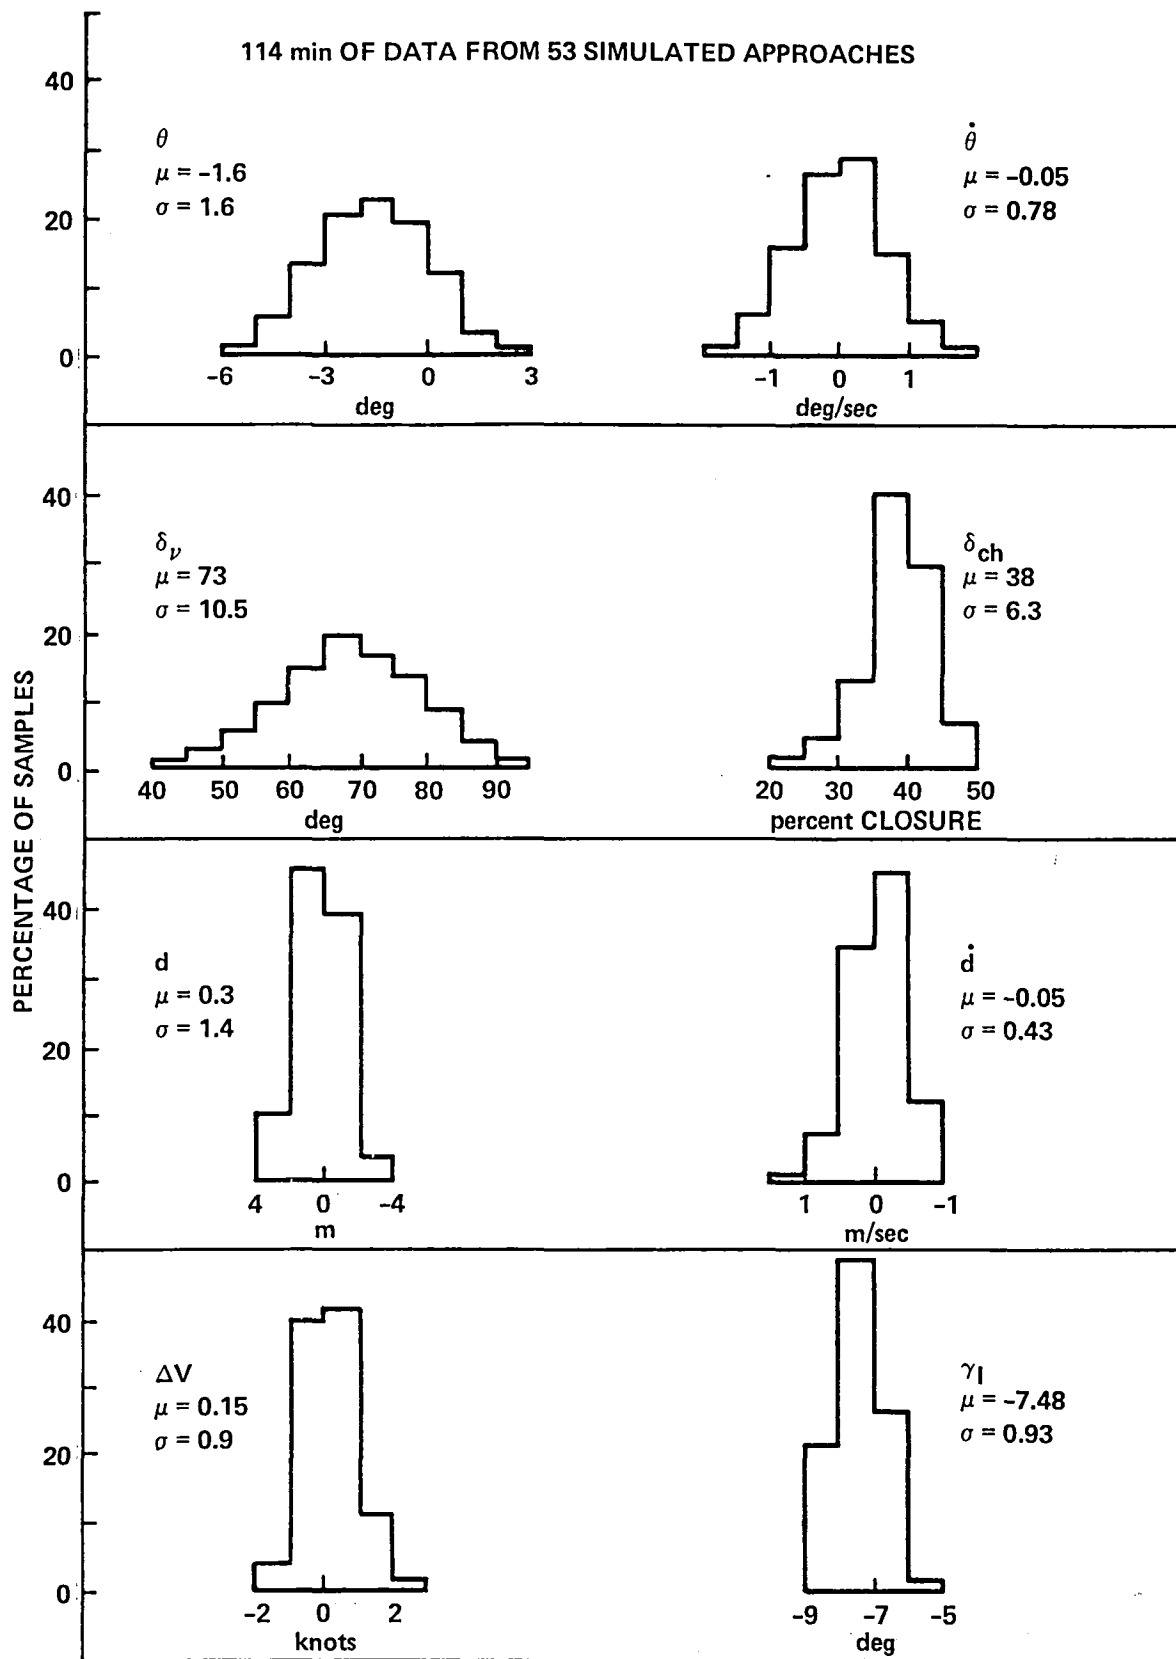 114 min OF DATA FROM 53 SIMULATED APPROACHES
PERCENTAGE OF SAMPLES
40
20
0
θ
μ = –1.6
σ = 1.6
–6 –3 0 3
deg
θ̇
μ = –0.05
σ = 0.78
–1 0 1
deg/sec
40
20
0
δν
μ = 73
σ = 10.5
40 50 60 70 80 90
deg
δch
μ = 38
σ = 6.3
20 30 40 50
percent CLOSURE
40
20
0
d
μ = 0.3
σ = 1.4
4 0 –4
m
ḋ
μ = –0.05
σ = 0.43
1 0 –1
m/sec
40
20
0
ΔV
μ = 0.15
σ = 0.9
–2 0 2
knots
γI
μ = –7.48
σ = 0.93
–9 –7 –5
deg